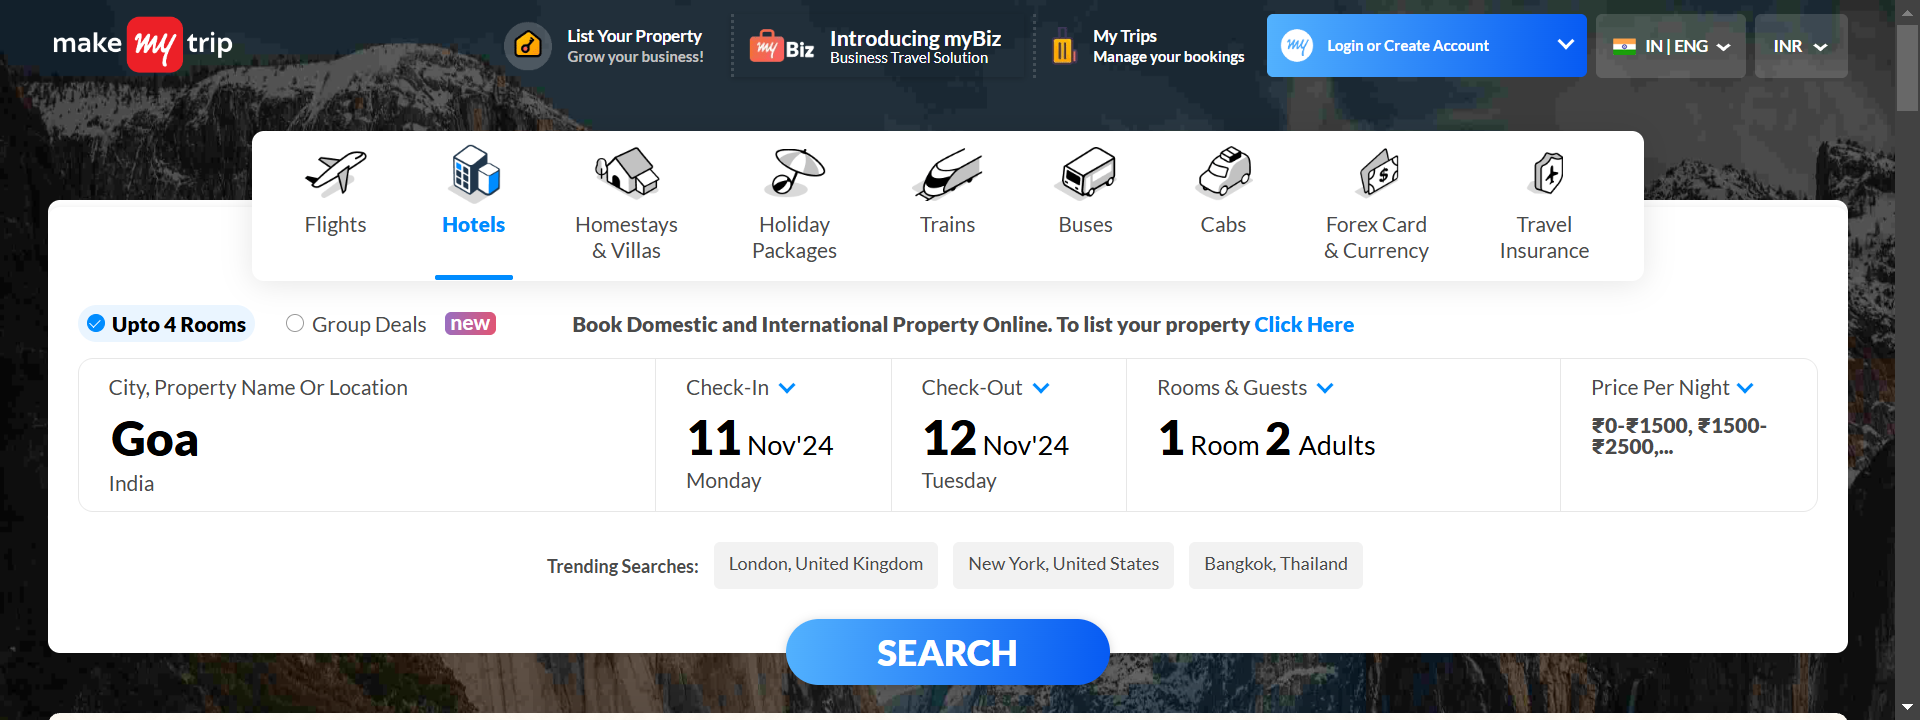 make my trip
List Your Property
Grow your business!
my Biz
Introducing myBiz
Business Travel Solution
My Trips
Manage your bookings
my
Login or Create Account
IN | ENG
INR
Flights
Hotels
Homestays
& Villas
Holiday
Packages
Trains
Buses
Cabs
Forex Card
& Currency
Travel
Insurance
Upto 4 Rooms
Group Deals
new
Book Domestic and International Property Online. To list your property Click Here
City, Property Name Or Location
Goa
India
Check-In
11 Nov'24
Monday
Check-Out
12 Nov'24
Tuesday
Rooms & Guests
1 Room 2 Adults
Price Per Night
₹0-₹1500, ₹1500-
₹2500,...
Trending Searches:
London, United Kingdom
New York, United States
Bangkok, Thailand
SEARCH